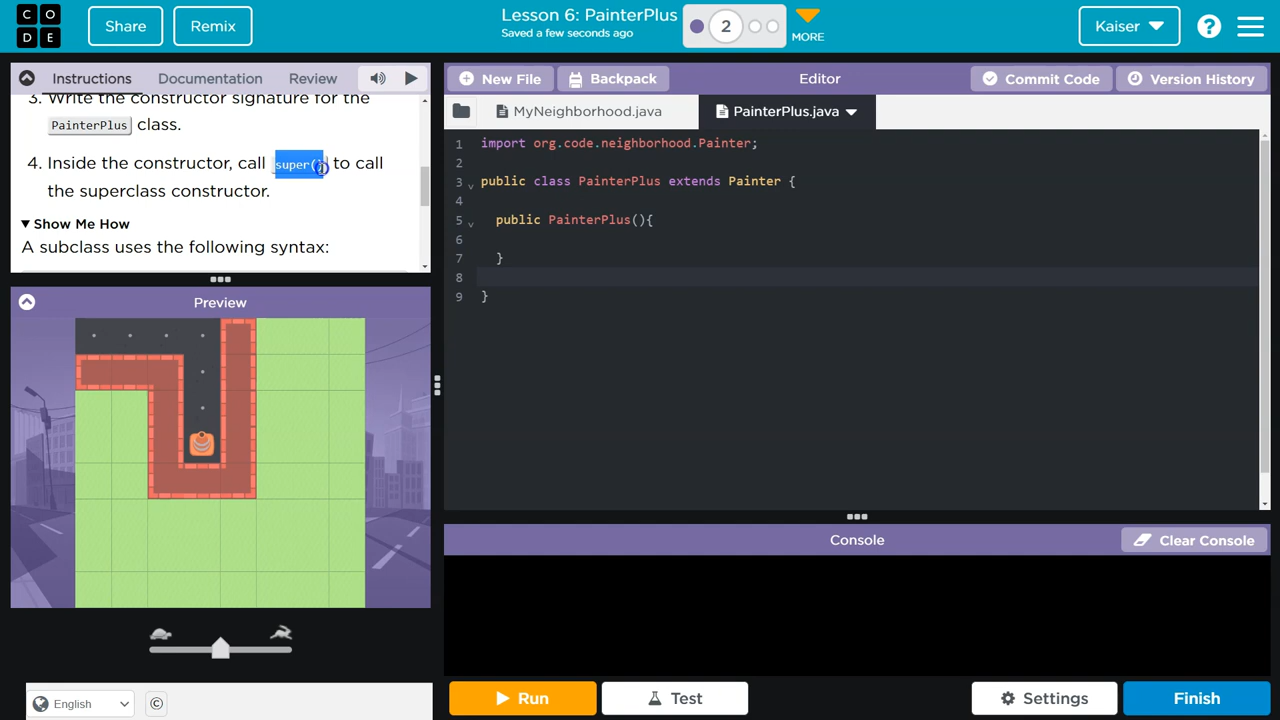 CO
DE
Share
Remix
Lesson 6: PainterPlus
Saved a few seconds ago
2
MORE
Kaiser
?
Instructions
Documentation
Review
3. Write the constructor signature for the
PainterPlus class.
4. Inside the constructor, call super() to call
the superclass constructor.
Show Me How
A subclass uses the following syntax:
Preview
English
©
New File
Backpack
Editor
Commit Code
Version History
MyNeighborhood.java
PainterPlus.java
1 import org.code.neighborhood.Painter;
2
3 public class PainterPlus extends Painter {
4
5 public PainterPlus(){
6
7 }
8
9 }
Console
Clear Console
Run
Test
Settings
Finish